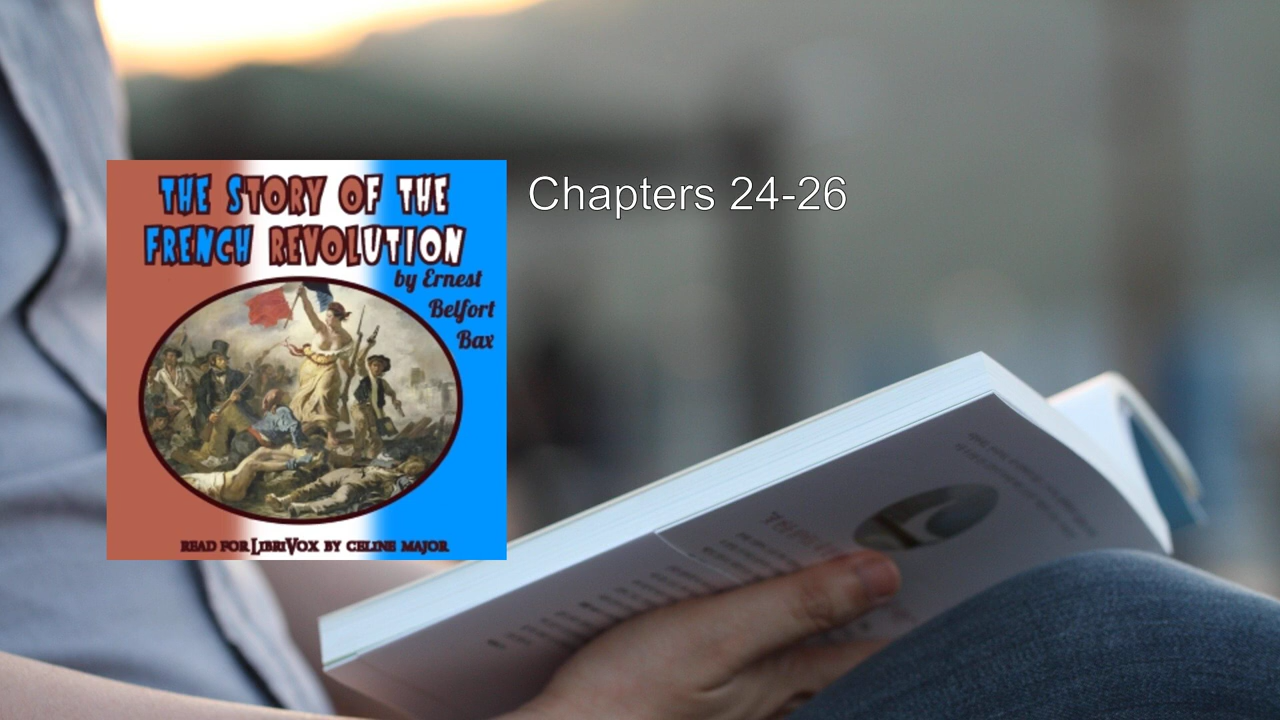 THE STORY OF THE
FRENCH REVOLUTION
by Ernest
Belfort
Bax
READ FOR LIBRIVOX BY CELINE MAJOR
Chapters 24-26